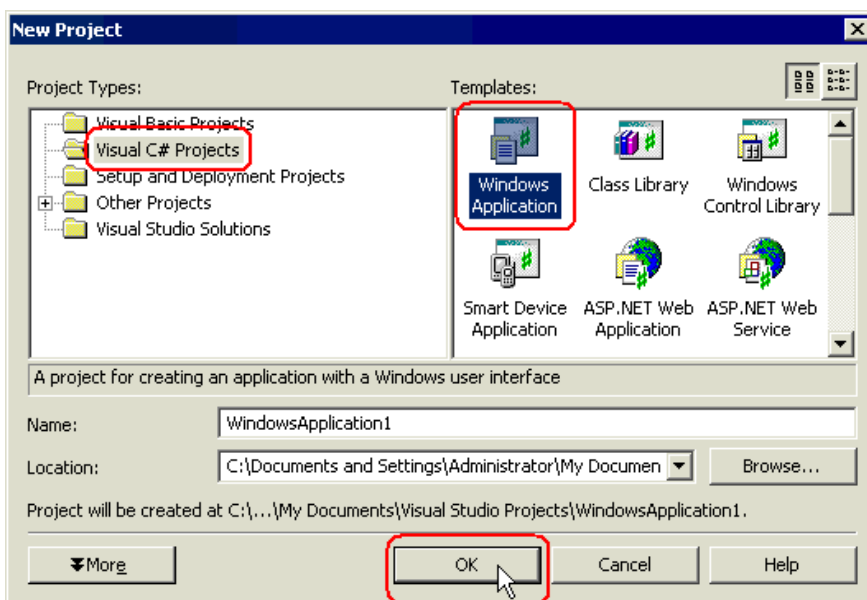 New Project
Project Types:
Templates:
Visual Basic Projects
Visual C# Projects
Setup and Deployment Projects
Other Projects
Visual Studio Solutions
Windows Application
Class Library
Windows Control Library
Smart Device Application
ASP.NET Web Application
ASP.NET Web Service
A project for creating an application with a Windows user interface
Name:
WindowsApplication1
Location:
C:\Documents and Settings\Administrator\My Documen
Browse...
Project will be created at C:\...\My Documents\Visual Studio Projects\WindowsApplication1.
More
OK
Cancel
Help